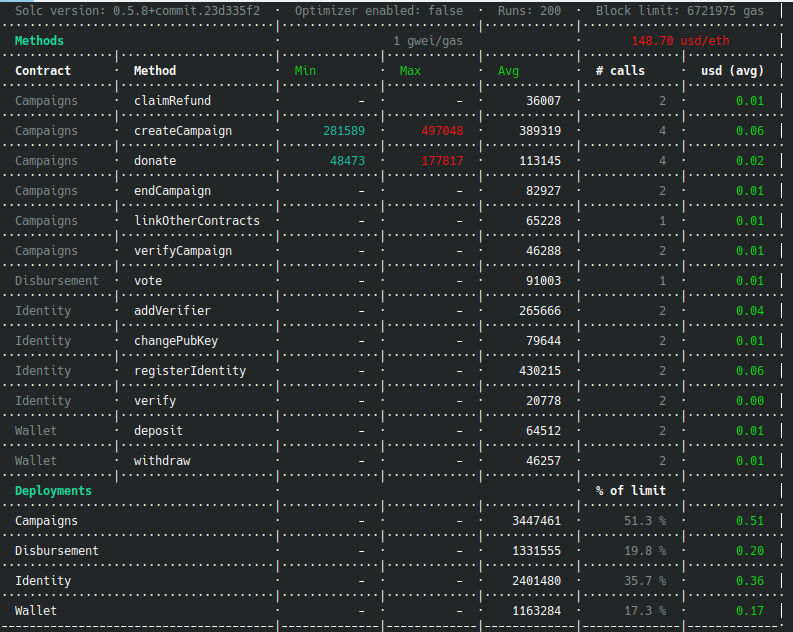 Solc version: 0.5.8+commit.23d335f2 · Optimizer enabled: false · Runs: 200 · Block limit: 6721975 gas
Methods · 1 gwei/gas · 148.70 usd/eth
Contract · Method · Min · Max · Avg · # calls · usd (avg)
Campaigns · claimRefund · - · - · 36007 · 2 · 0.01
Campaigns · createCampaign · 281589 · 497048 · 389319 · 4 · 0.06
Campaigns · donate · 48473 · 177817 · 113145 · 4 · 0.02
Campaigns · endCampaign · - · - · 82927 · 2 · 0.01
Campaigns · linkOtherContracts · - · - · 65228 · 1 · 0.01
Campaigns · verifyCampaign · - · - · 46288 · 2 · 0.01
Disbursement · vote · - · - · 91003 · 1 · 0.01
Identity · addVerifier · - · - · 265666 · 2 · 0.04
Identity · changePubKey · - · - · 79644 · 2 · 0.01
Identity · registerIdentity · - · - · 430215 · 2 · 0.06
Identity · verify · - · - · 20778 · 2 · 0.00
Wallet · deposit · - · - · 64512 · 2 · 0.01
Wallet · withdraw · - · - · 46257 · 2 · 0.01
Deployments · · % of limit ·
Campaigns · - · - · 3447461 · 51.3 % · 0.51
Disbursement · - · - · 1331555 · 19.8 % · 0.20
Identity · - · - · 2401480 · 35.7 % · 0.36
Wallet · - · - · 1163284 · 17.3 % · 0.17